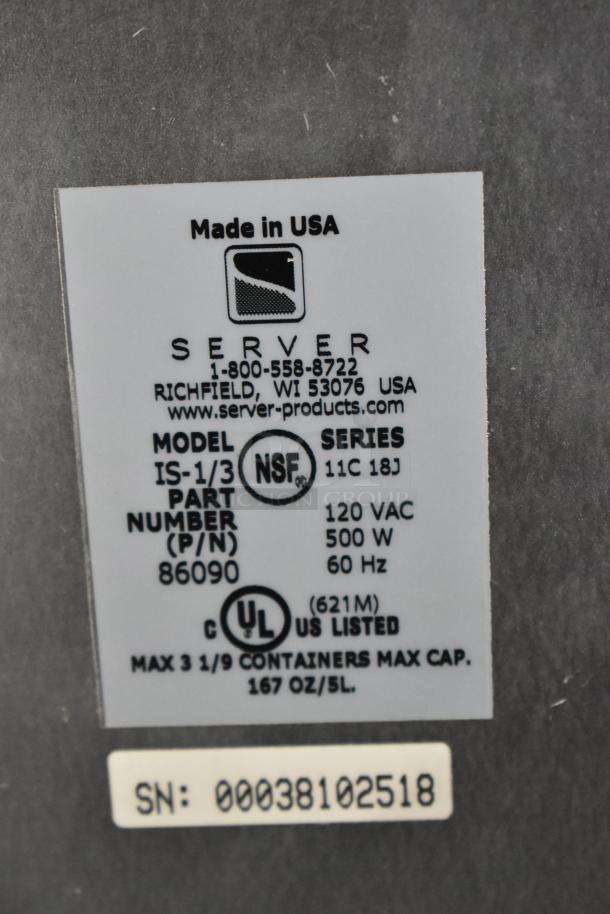 Made in USA
SERVER
1-800-558-8722
RICHFIELD, WI 53076 USA
www.server-products.com
MODEL
IS-1/3
NSF
SERIES
11C 18J
PART
NUMBER
(P/N)
86090
120 VAC
500 W
60 Hz
C UL US LISTED
(621M)
MAX 3 1/9 CONTAINERS MAX CAP.
167 OZ/5L.
SN: 00038102518